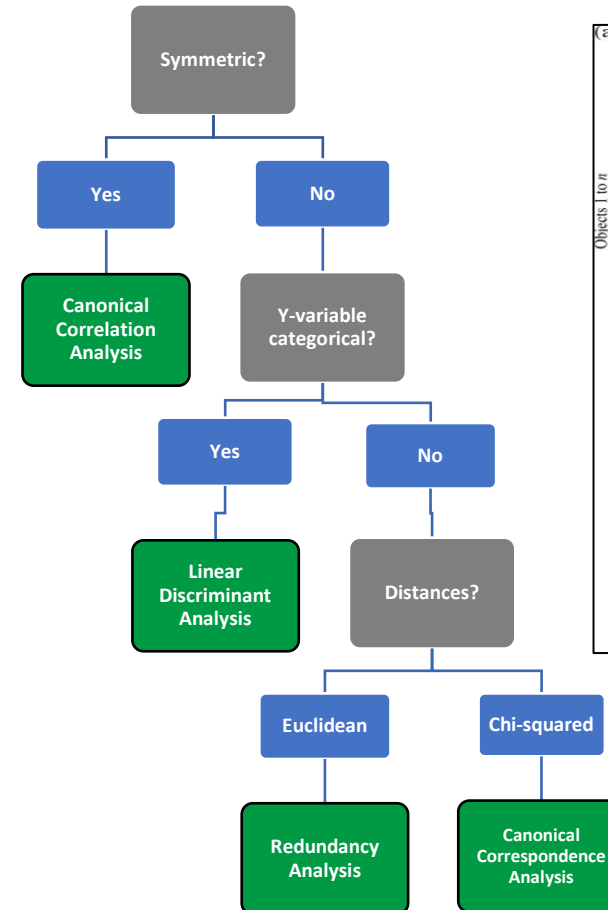 (a
Symmetric?
Objects 1 to n
Yes
No
Canonical
Correlation
Analysis
Y-variable
categorical?
Yes
No
Linear
Discriminant
Analysis
Distances?
Euclidean
Chi-squared
Redundancy
Analysis
Canonical
Correspondence
Analysis